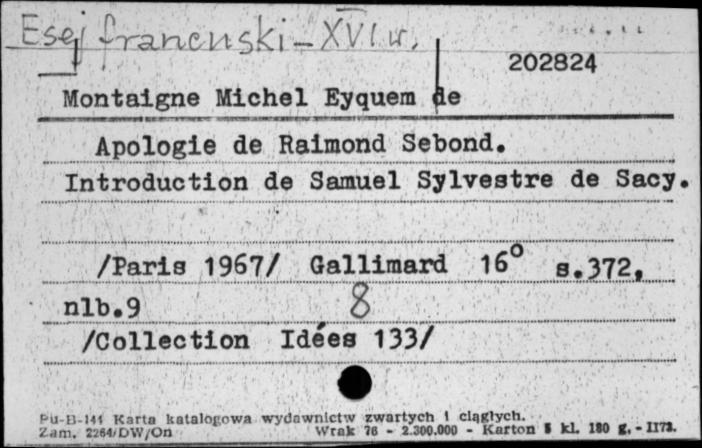 Esej francuski - XVI w.
202824
Montaigne Michel Eyquem de
Apologie de Raimond Sebond.
Introduction de Samuel Sylvestre de Sacy.
/Paris 1967/ Gallimard 16° s.372,
nlb.9 8
/Collection Idées 133/
Pu-B-141 Karta katalogowa wydawnictw zwartych i ciągłych.
Zam. 2264/DW/On Wrak 76 - 2.300.000 - Karton 5 kl. 180 g. - 1173.